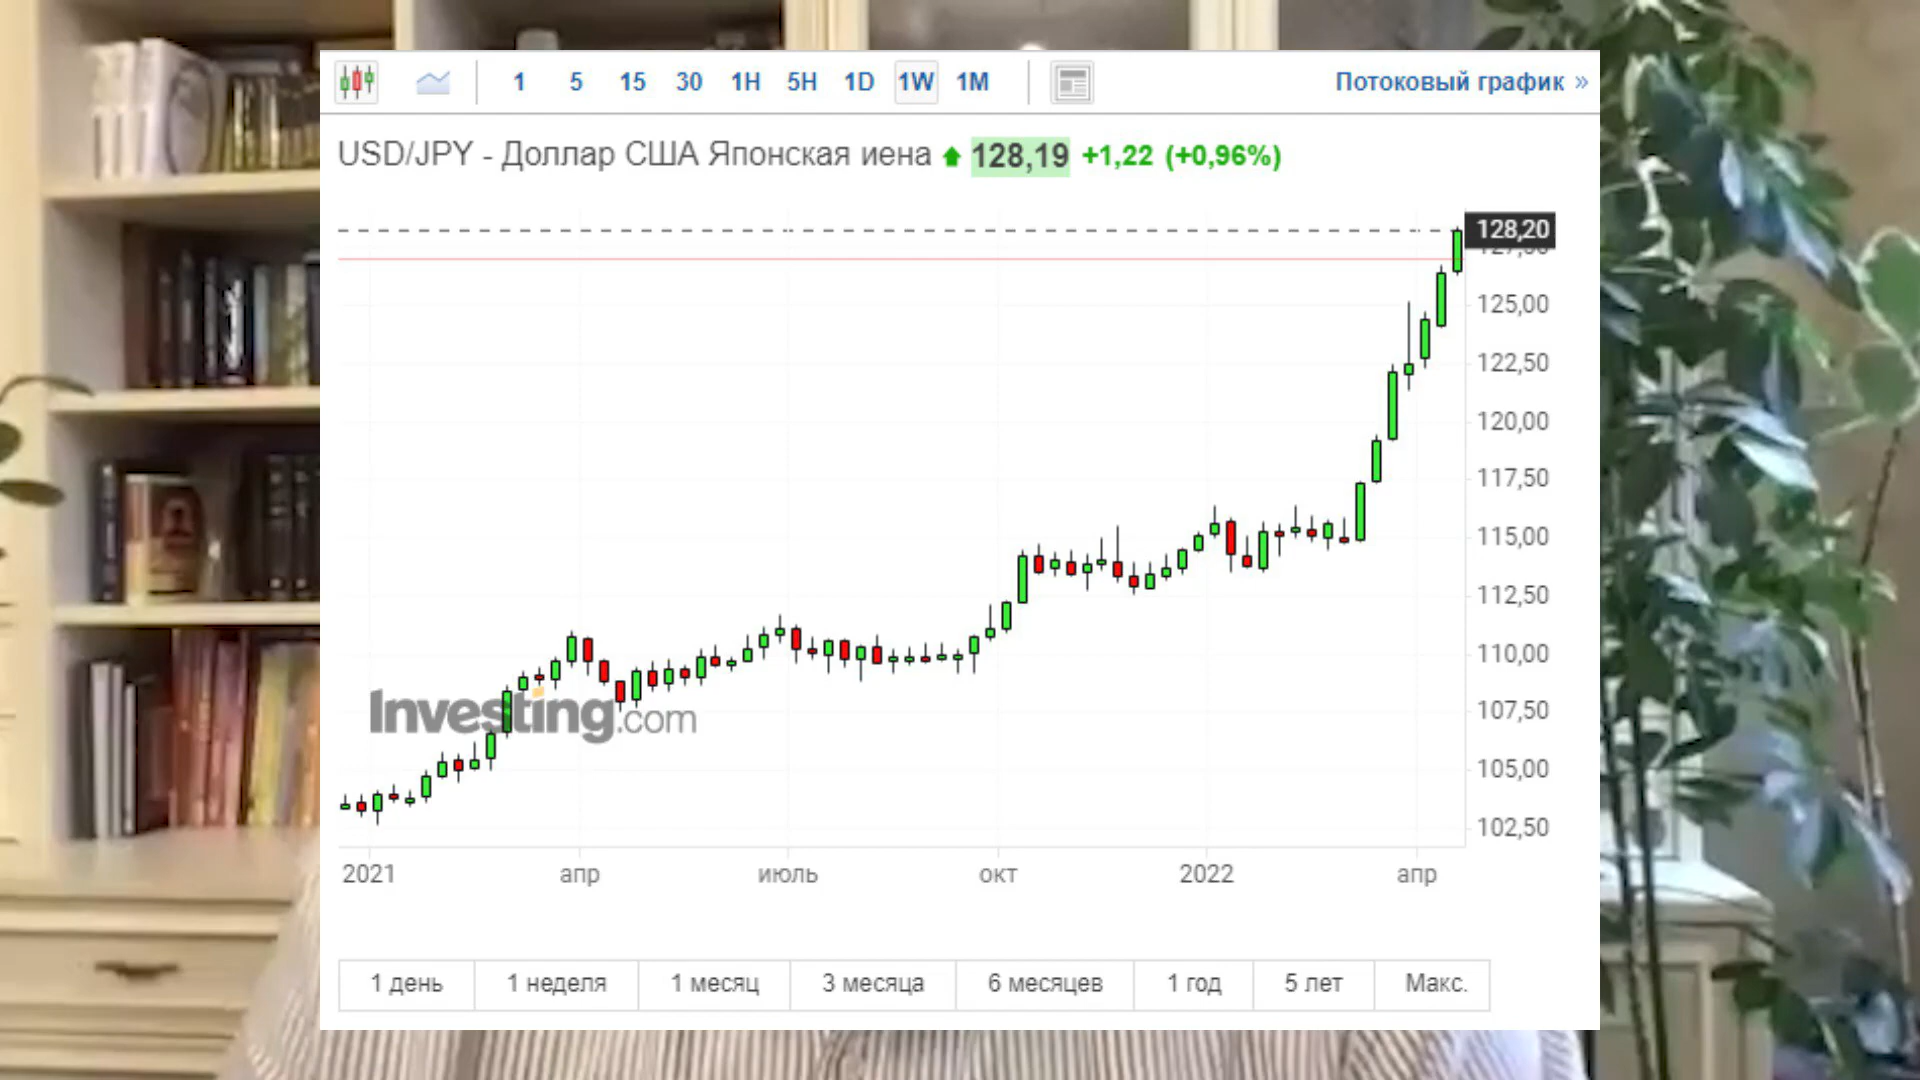 1 5 15 30 1H 5H 1D 1W 1M Потоковый график »
USD/JPY - Доллар США Японская иена 128,19 +1,22 (+0,96%)
128,20
125,00
122,50
120,00
117,50
115,00
112,50
110,00
Investing.com
107,50
105,00
102,50
2021 апр июль окт 2022 апр
1 день 1 неделя 1 месяц 3 месяца 6 месяцев 1 год 5 лет Макс.